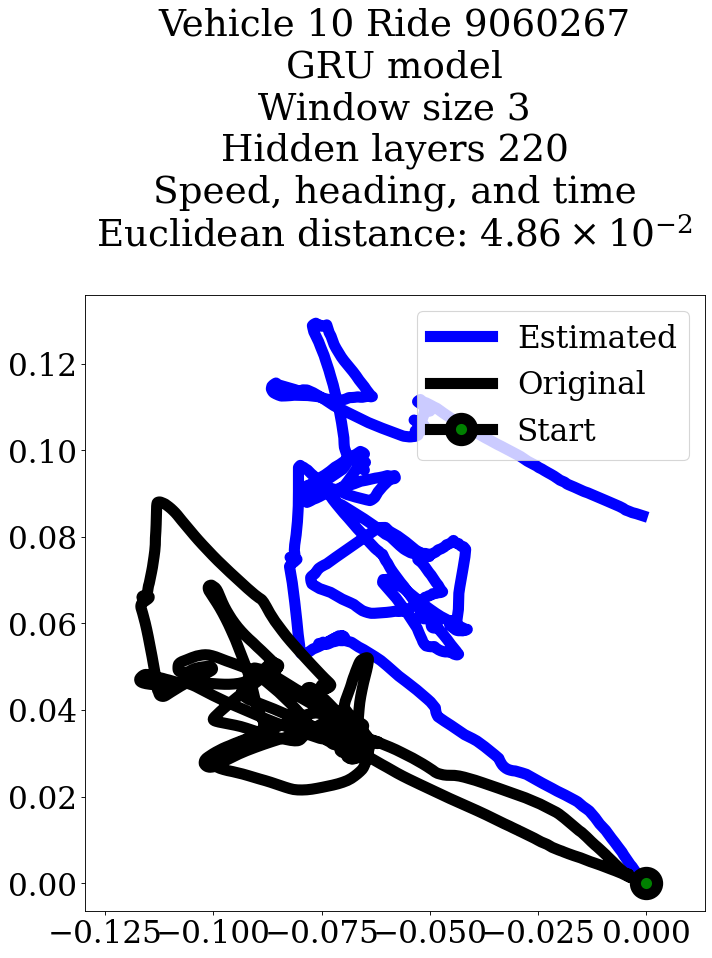 Vehicle 10 Ride 9060267
GRU model
Window size 3
Hidden layers 220
Speed, heading, and time
Euclidean distance: 4.86 × 10⁻²
Estimated
Original
Start
0.12
0.10
0.08
0.06
0.04
0.02
0.00
−0.125 −0.100 −0.075 −0.050 −0.025 0.000